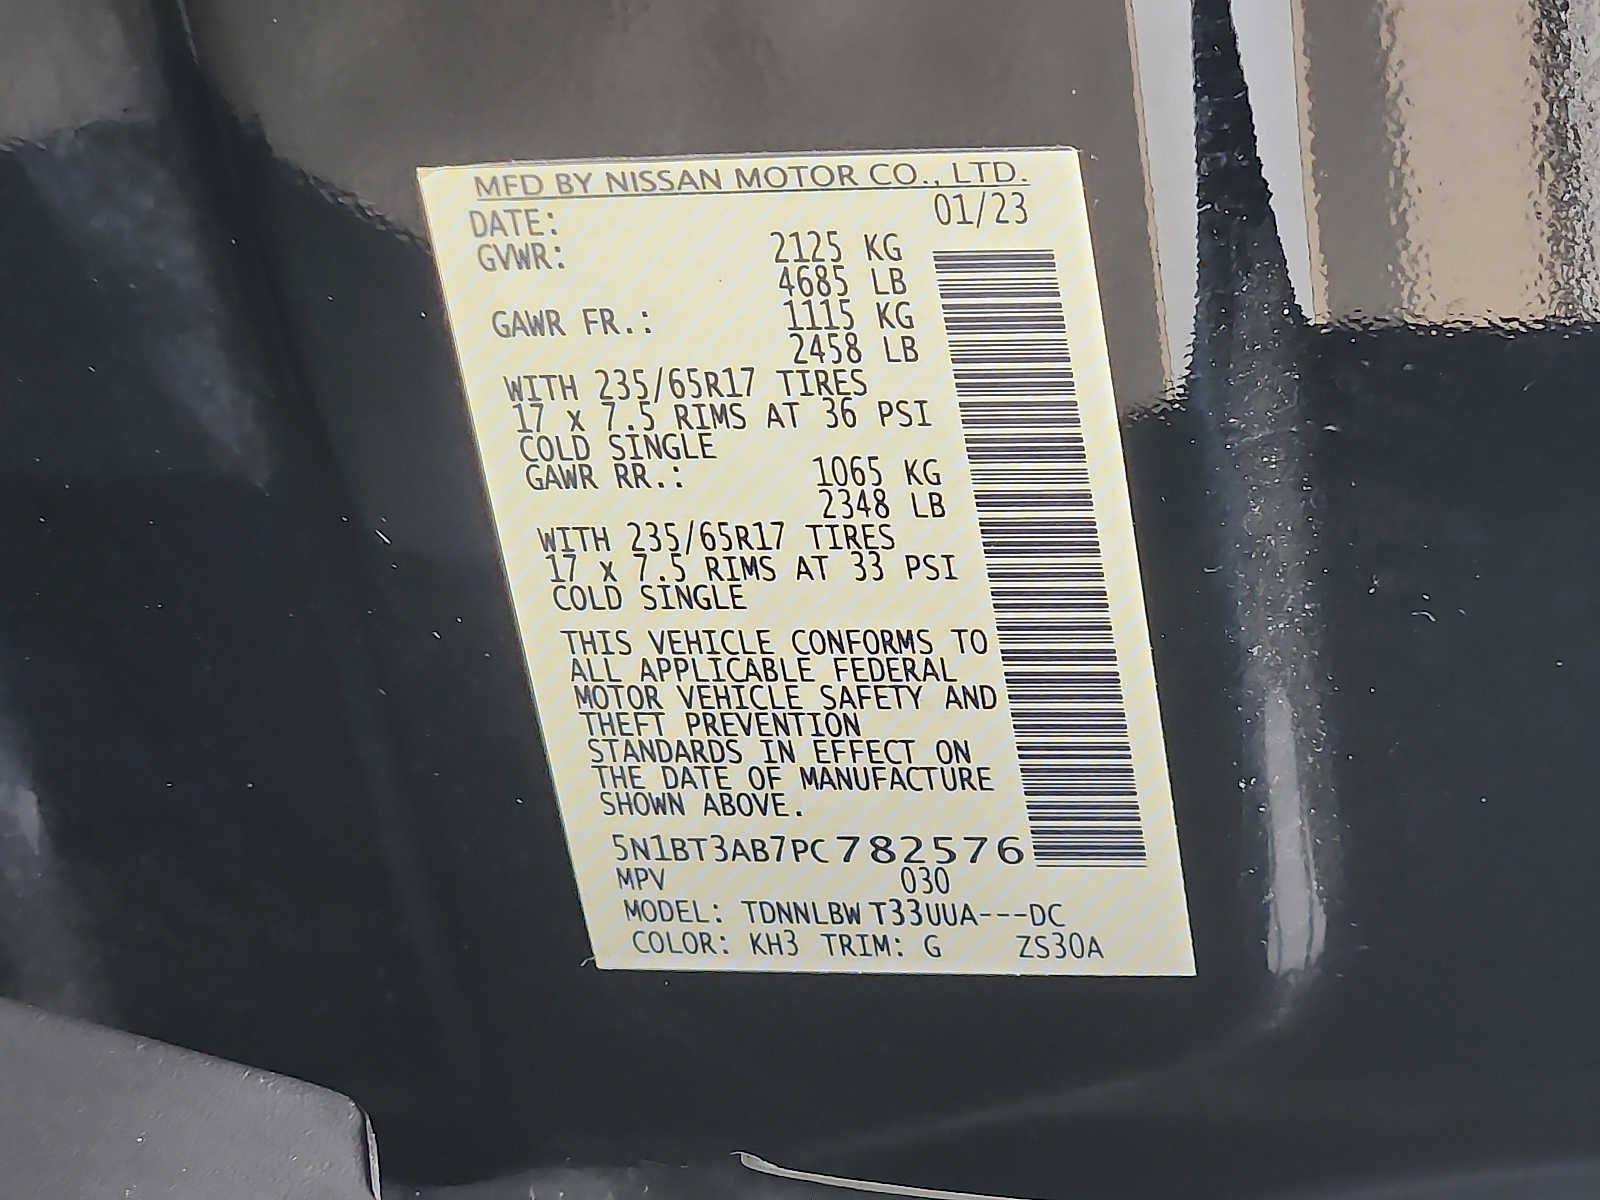 MFD BY NISSAN MOTOR CO., LTD.
DATE: 01/23
GVWR: 2125 KG
4685 LB
GAWR FR.: 1115 KG
2458 LB
WITH 235/65R17 TIRES
17 x 7.5 RIMS AT 36 PSI
COLD SINGLE
GAWR RR.: 1065 KG
2348 LB
WITH 235/65R17 TIRES
17 x 7.5 RIMS AT 33 PSI
COLD SINGLE
THIS VEHICLE CONFORMS TO
ALL APPLICABLE FEDERAL
MOTOR VEHICLE SAFETY AND
THEFT PREVENTION
STANDARDS IN EFFECT ON
THE DATE OF MANUFACTURE
SHOWN ABOVE.
5N1BT3AB7PC782576
MPV 030
MODEL: TDNNLBW T33UUA---DC
COLOR: KH3 TRIM: G ZS30A